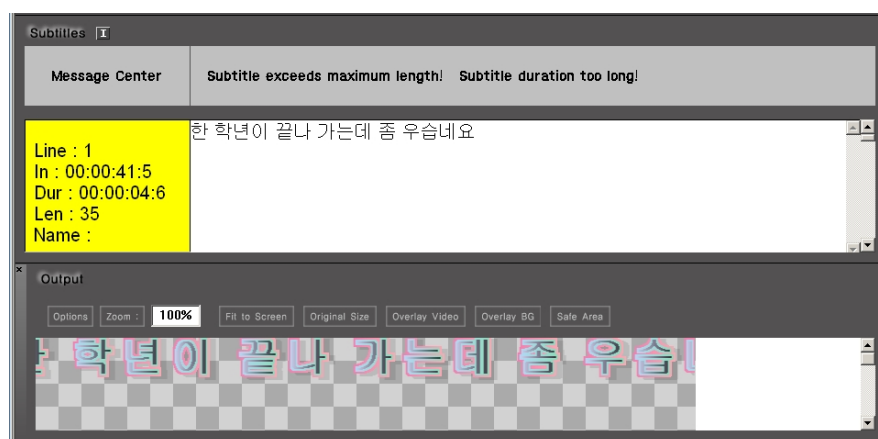 Subtitles I
Message Center
Subtitle exceeds maximum length! Subtitle duration too long!
한 학년이 끝나 가는데 좀 우습네요
Line : 1
In : 00:00:41:5
Dur : 00:00:04:6
Len : 35
Name :
Output
Options Zoom : 100% Fit to Screen Original Size Overlay Video Overlay BG Safe Area
학년이 끝나 가는데 좀 우습